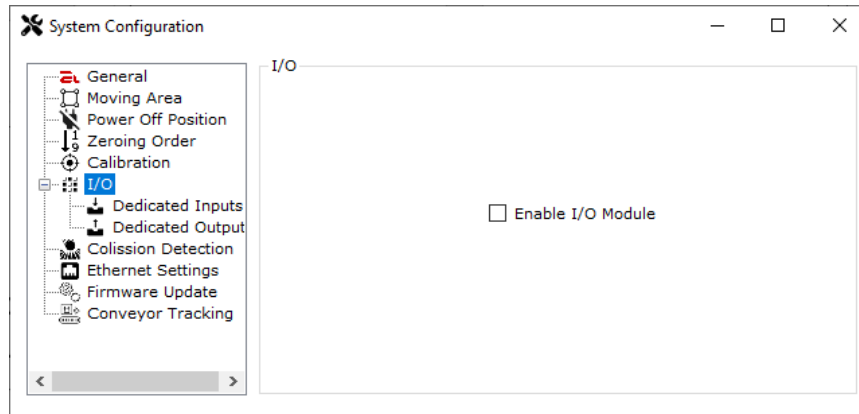 System Configuration
I/O
General
Moving Area
Power Off Position
Zeroing Order
Calibration
I/O
Dedicated Inputs
Dedicated Output
Colission Detection
Ethernet Settings
Firmware Update
Conveyor Tracking
Enable I/O Module